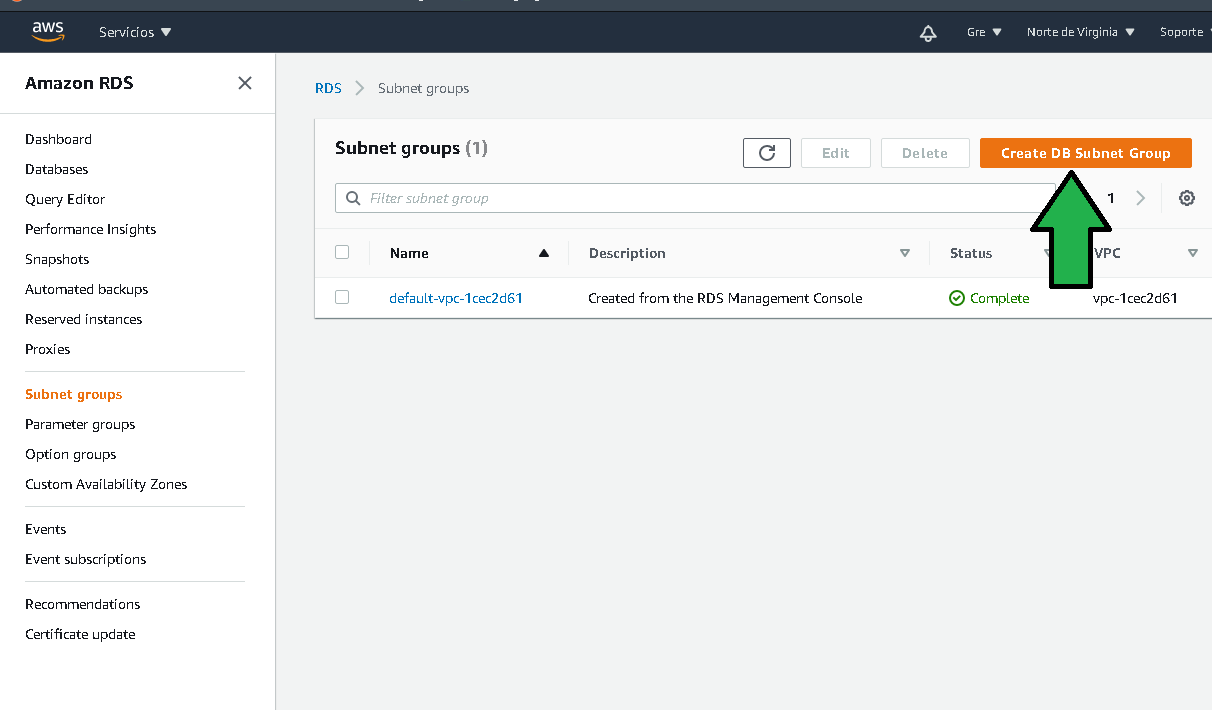 aws Servicios Gre Norte de Virginia Soporte
Amazon RDS
Dashboard
Databases
Query Editor
Performance Insights
Snapshots
Automated backups
Reserved instances
Proxies
Subnet groups
Parameter groups
Option groups
Custom Availability Zones
Events
Event subscriptions
Recommendations
Certificate update
RDS Subnet groups
Subnet groups (1)
Edit Delete Create DB Subnet Group
Filter subnet group 1
Name Description Status VPC
default-vpc-1cec2d61 Created from the RDS Management Console Complete vpc-1cec2d61